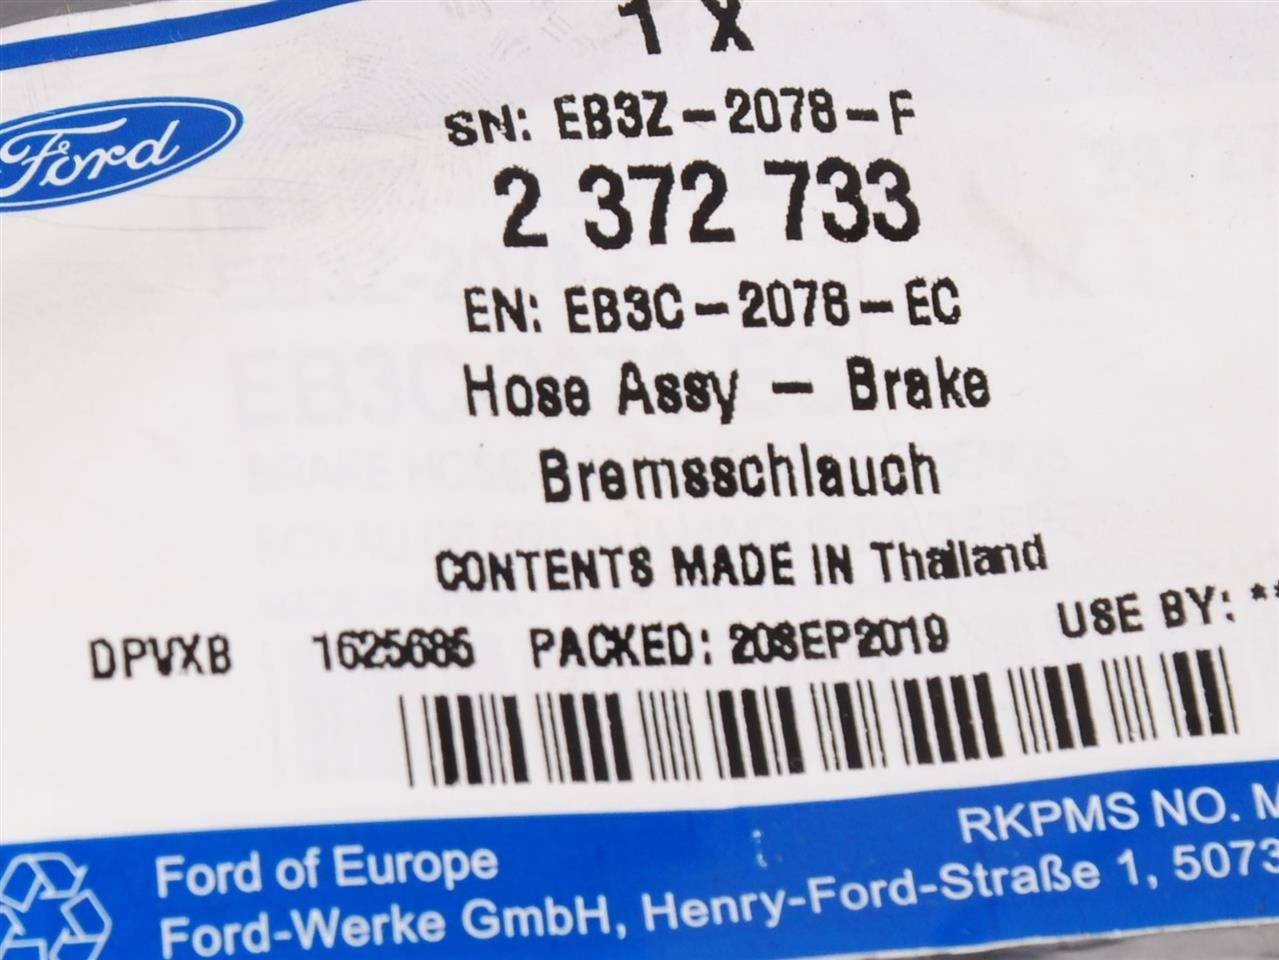 1 X
Ford
SN: EB3Z-2078-F
2 372 733
EN: EB3C-2078-EC
Hose Assy - Brake
Bremsschlauch
CONTENTS MADE IN Thailand
DPVXB 1625685 PACKED: 20SEP2019 USE BY: **
RKPMS NO. M
Ford of Europe
Ford-Werke GmbH, Henry-Ford-Straße 1, 5073